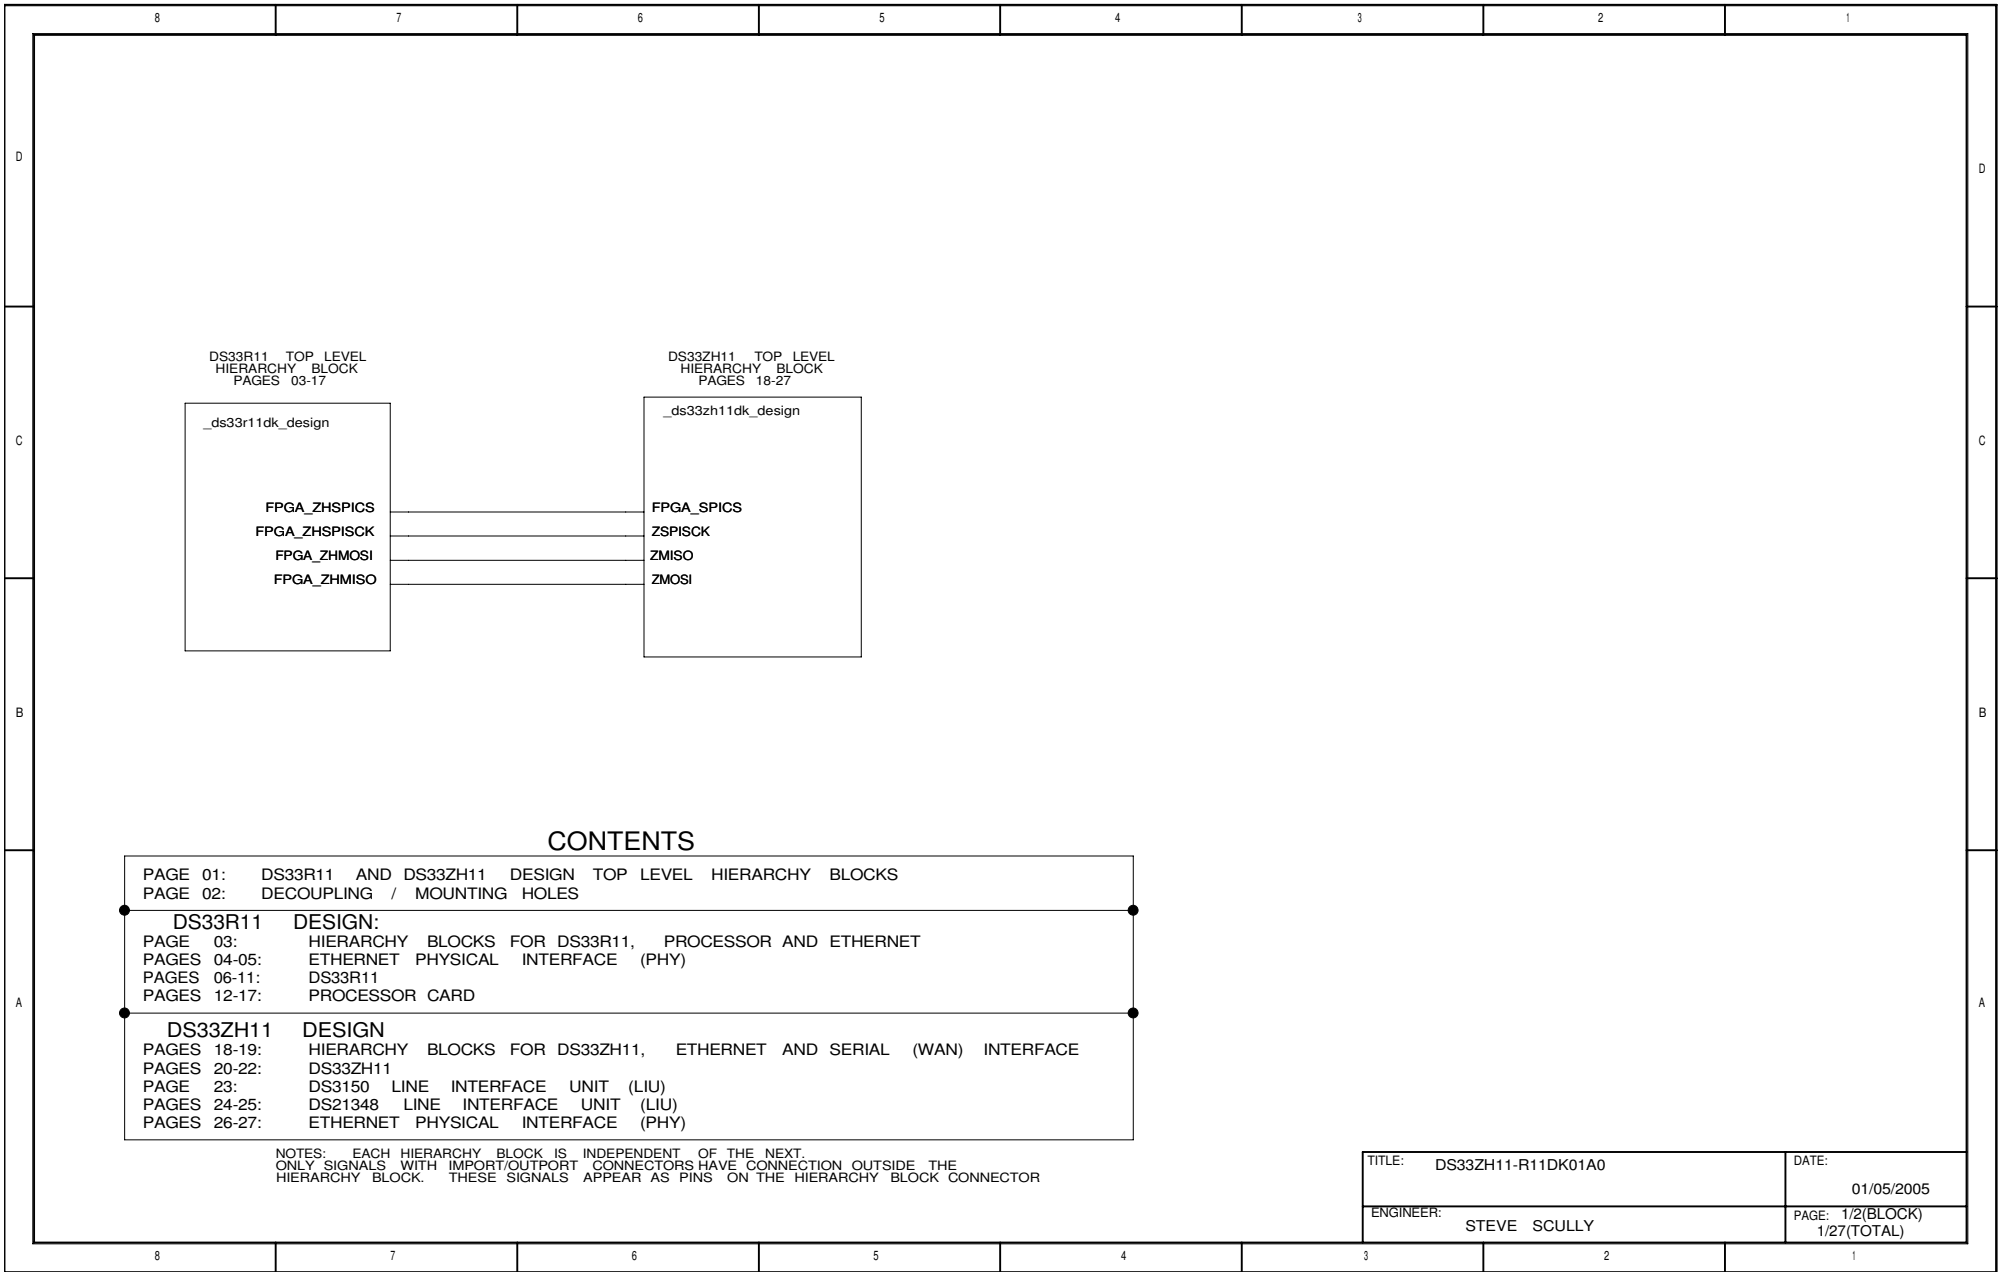 8 7 6 5 4 3 2 1
D D
DS33R11 TOP LEVEL
HIERARCHY BLOCK
PAGES 03-17
DS33ZH11 TOP LEVEL
HIERARCHY BLOCK
PAGES 18-27
_ds33r11dk_design
_ds33zh11dk_design
C C
FPGA_ZHSPICS FPGA_SPICS
FPGA_ZHSPISCK ZSPISCK
FPGA_ZHMOSI ZMISO
FPGA_ZHMISO ZMOSI
B B
CONTENTS
PAGE 01: DS33R11 AND DS33ZH11 DESIGN TOP LEVEL HIERARCHY BLOCKS
PAGE 02: DECOUPLING / MOUNTING HOLES
DS33R11 DESIGN:
PAGE 03: HIERARCHY BLOCKS FOR DS33R11, PROCESSOR AND ETHERNET
PAGES 04-05: ETHERNET PHYSICAL INTERFACE (PHY)
PAGES 06-11: DS33R11
PAGES 12-17: PROCESSOR CARD
A A
DS33ZH11 DESIGN
PAGES 18-19: HIERARCHY BLOCKS FOR DS33ZH11, ETHERNET AND SERIAL (WAN) INTERFACE
PAGES 20-22: DS33ZH11
PAGE 23: DS3150 LINE INTERFACE UNIT (LIU)
PAGES 24-25: DS21348 LINE INTERFACE UNIT (LIU)
PAGES 26-27: ETHERNET PHYSICAL INTERFACE (PHY)
NOTES: EACH HIERARCHY BLOCK IS INDEPENDENT OF THE NEXT.
ONLY SIGNALS WITH IMPORT/OUTPORT CONNECTORS HAVE CONNECTION OUTSIDE THE
HIERARCHY BLOCK. THESE SIGNALS APPEAR AS PINS ON THE HIERARCHY BLOCK CONNECTOR
TITLE: DS33ZH11-R11DK01A0
DATE:
01/05/2005
ENGINEER:
STEVE SCULLY
PAGE: 1/2(BLOCK)
1/27(TOTAL)
8 7 6 5 4 3 2 1